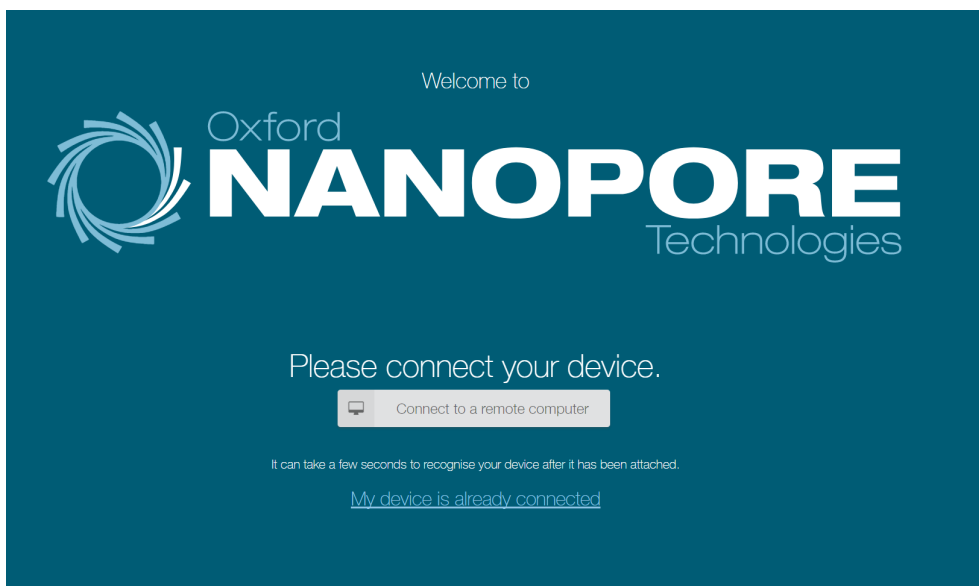 Welcome to
Oxford
NANOPORE
Technologies
Please connect your device.
Connect to a remote computer
It can take a few seconds to recognise your device after it has been attached.
My device is already connected